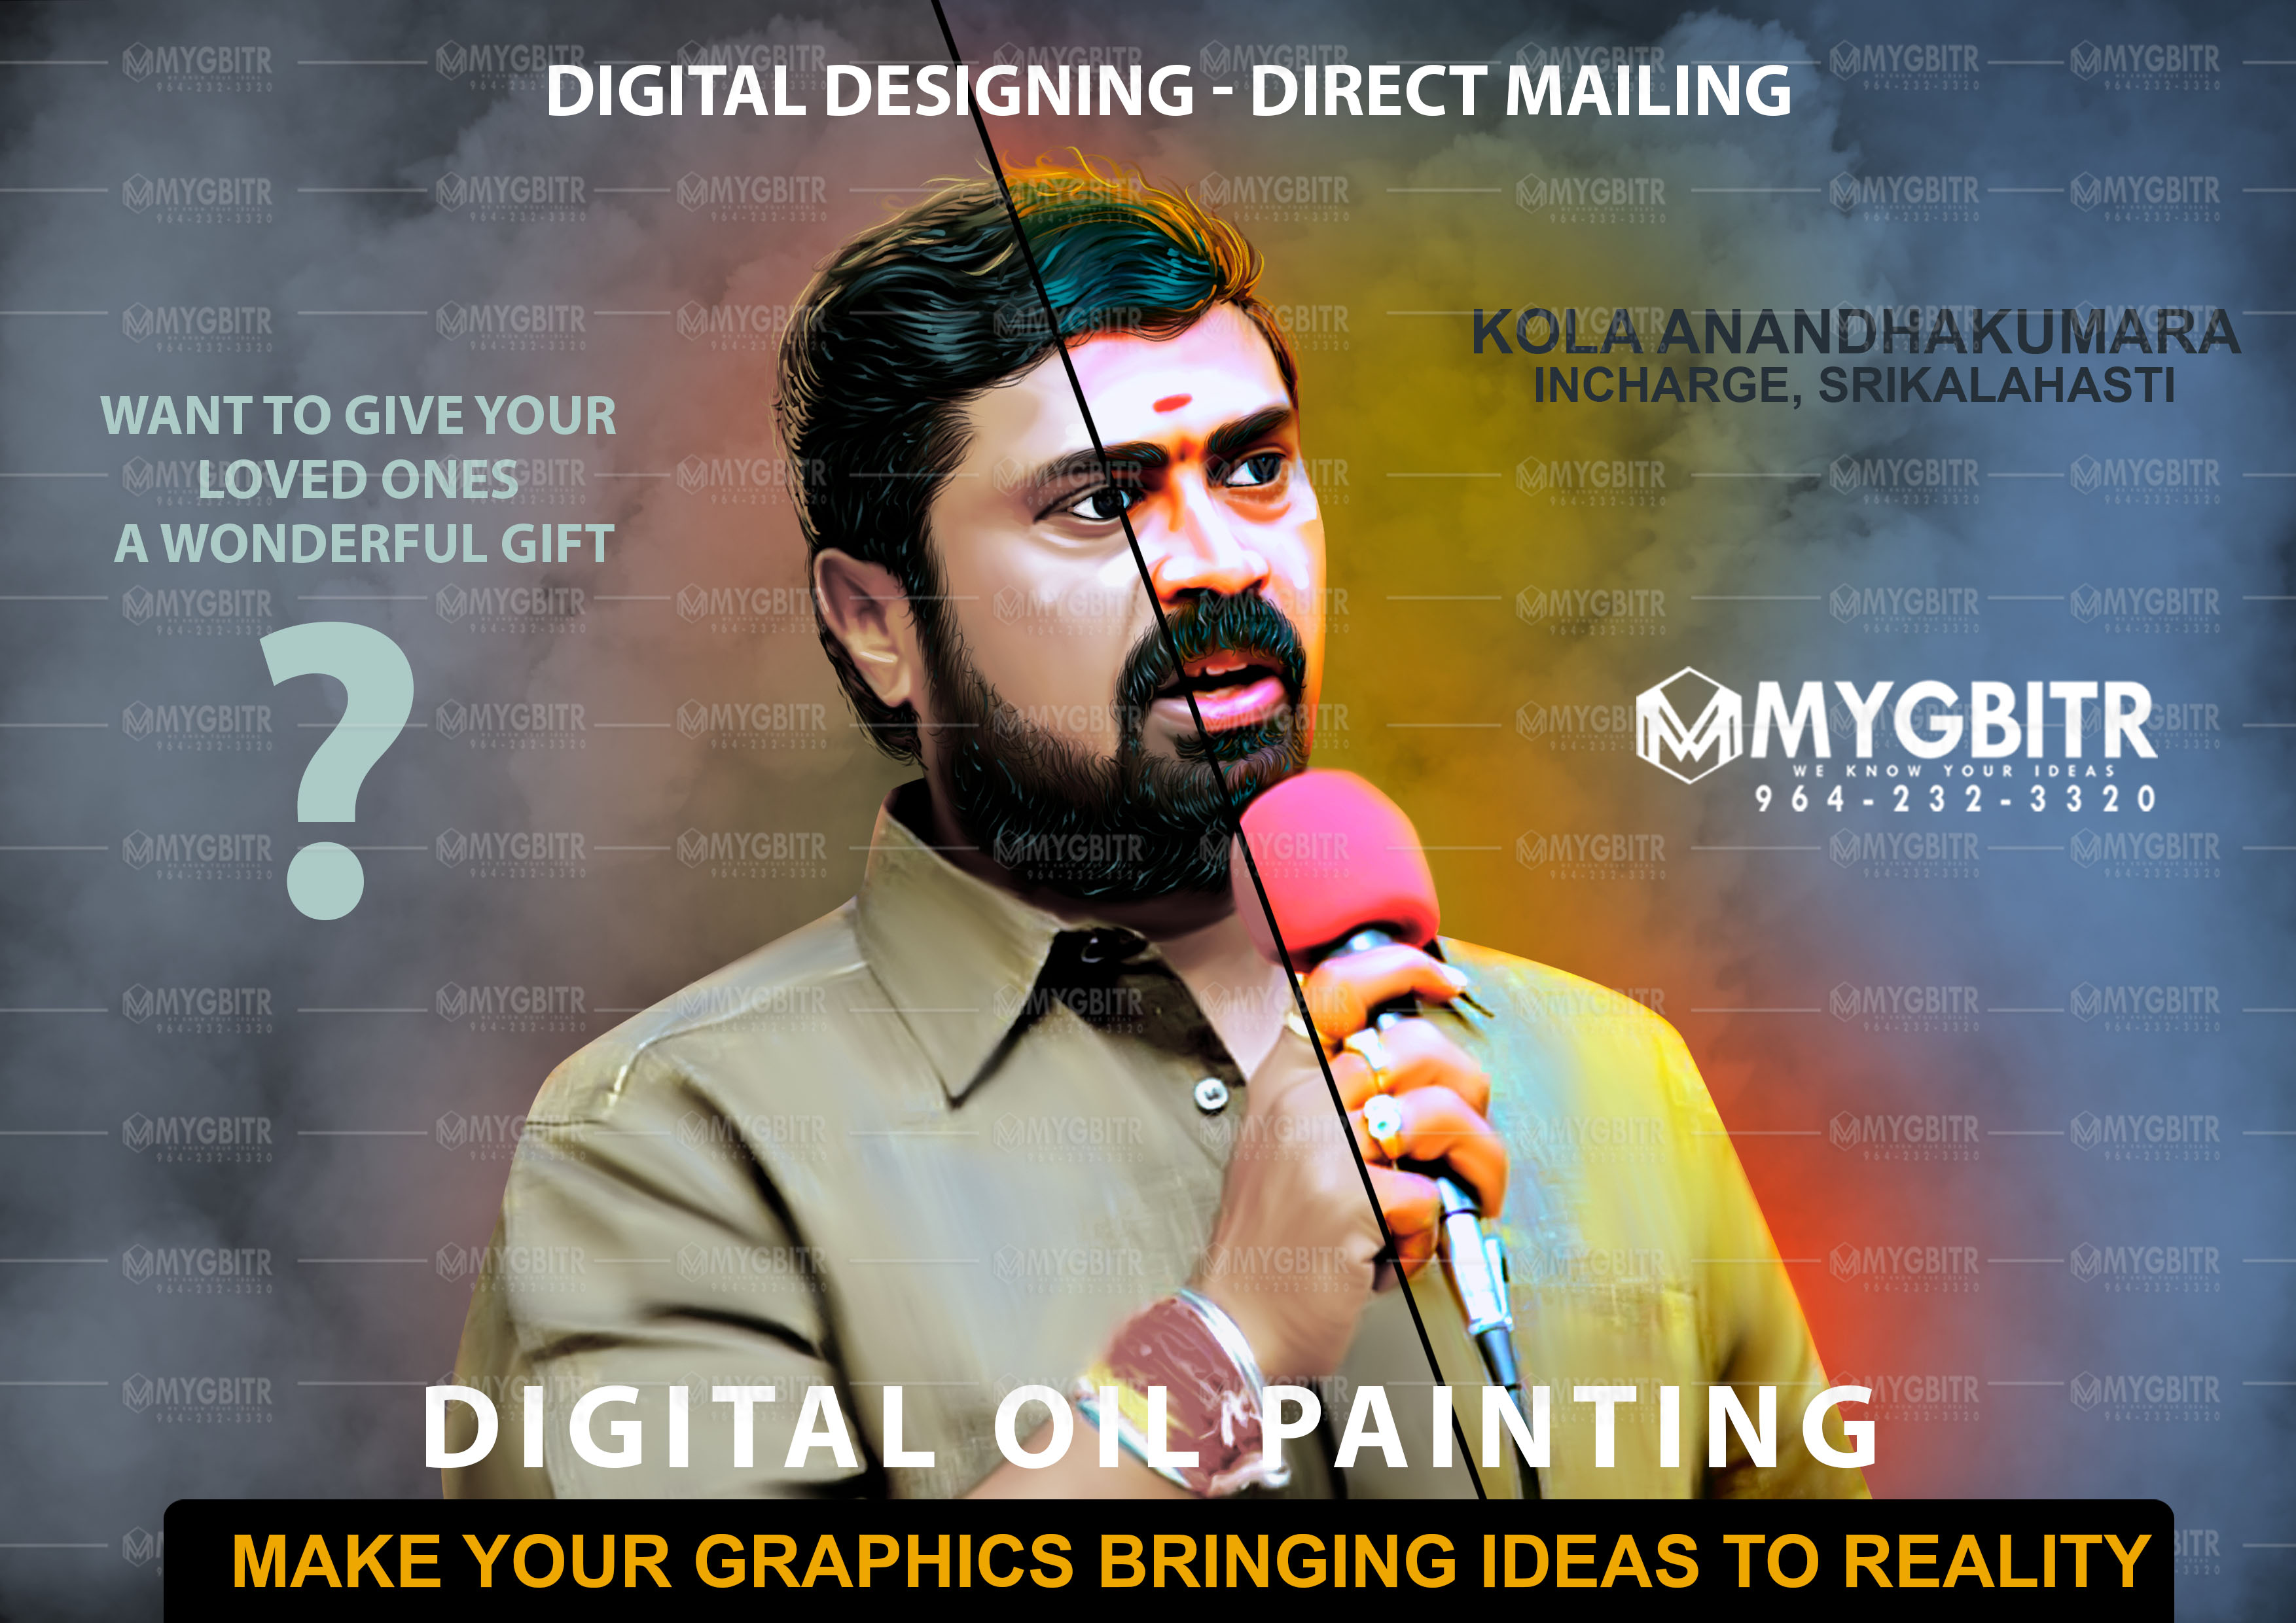 DIGITAL DESIGNING - DIRECT MAILING
KOLA ANANDHAKUMARA
INCHARGE, SRIKALAHASTI
WANT TO GIVE YOUR
LOVED ONES
A WONDERFUL GIFT
?
MYGBITR
WE KNOW YOUR IDEAS
964-232-3320
DIGITAL OIL PAINTING
MAKE YOUR GRAPHICS BRINGING IDEAS TO REALITY